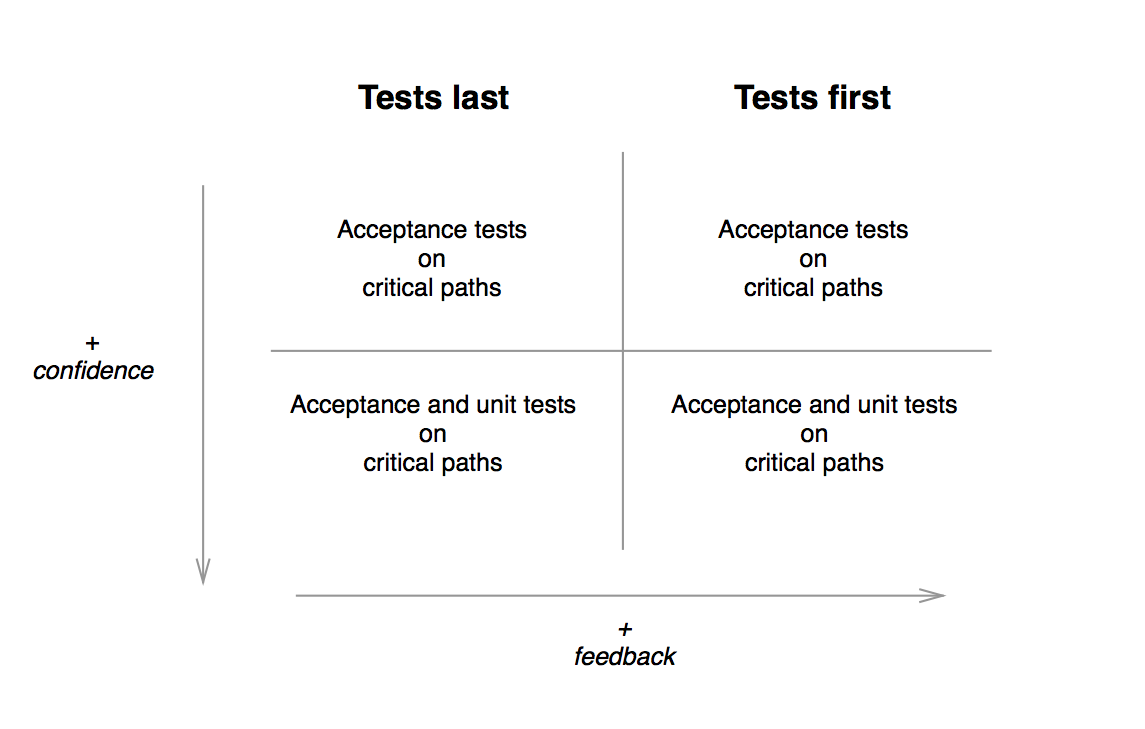 Tests last
Tests first
Acceptance tests
on
critical paths
Acceptance tests
on
critical paths
+
confidence
Acceptance and unit tests
on
critical paths
Acceptance and unit tests
on
critical paths
+
feedback